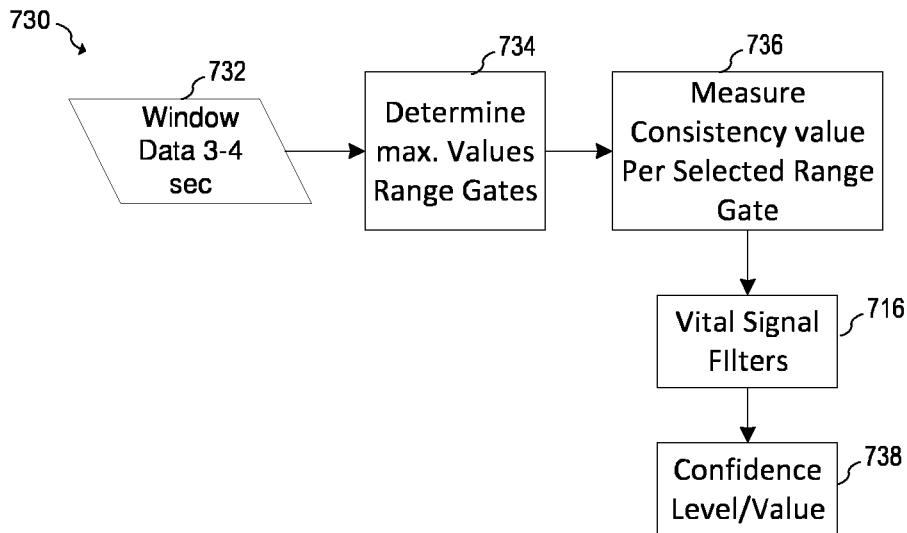 730
732
Window
Data 3-4
sec
734
Determine
max. Values
Range Gates
736
Measure
Consistency value
Per Selected Range
Gate
716
Vital Signal
FIlters
738
Confidence
Level/Value